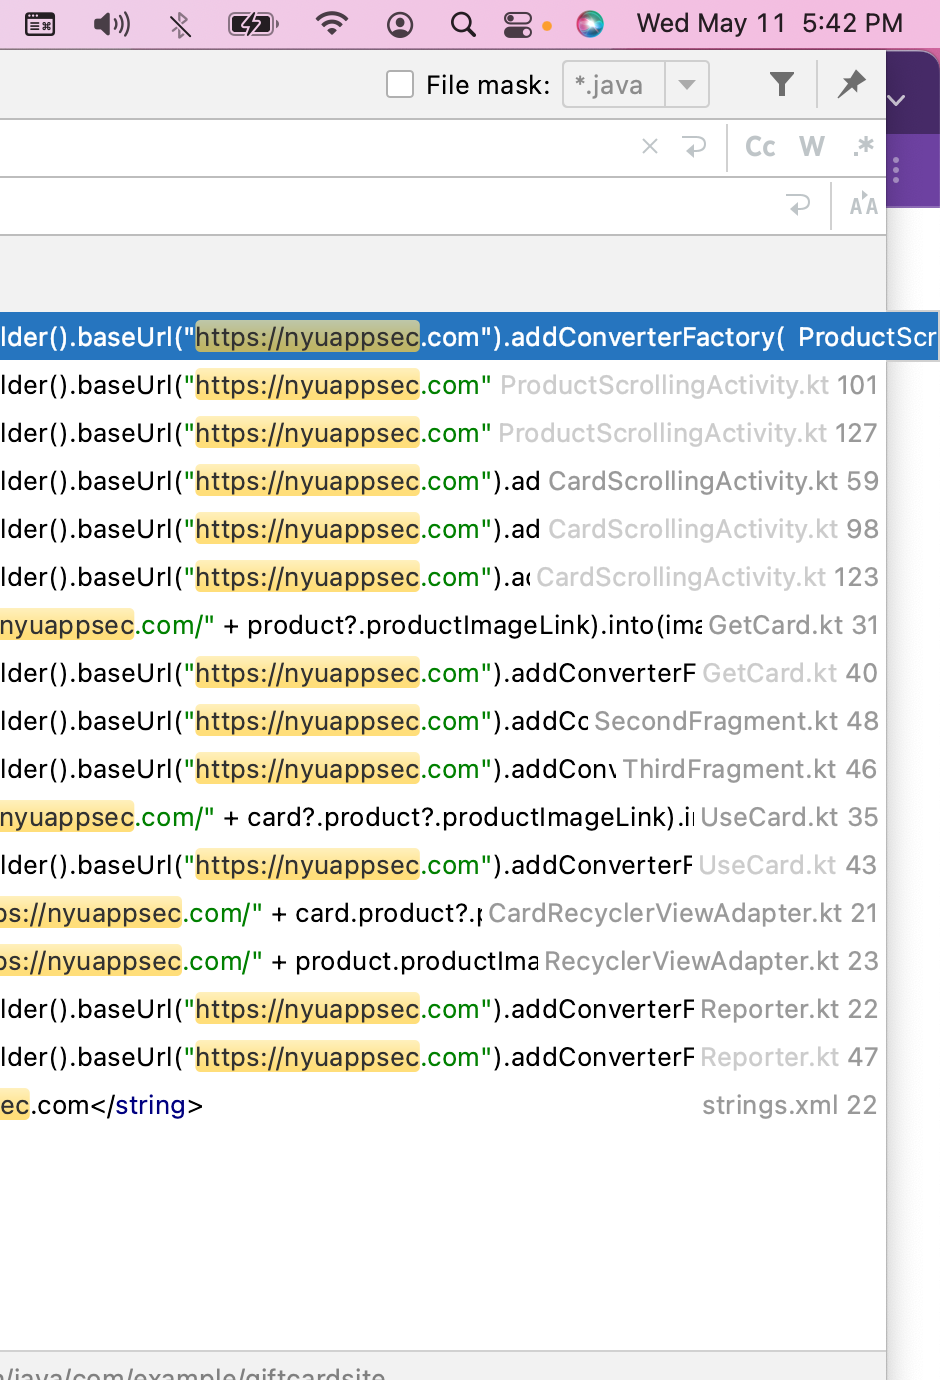 Wed May 11 5:42 PM
File mask: *.java
Cc W .*
lder().baseUrl("https://nyuappsec.com").addConverterFactory( ProductScr
lder().baseUrl("https://nyuappsec.com" ProductScrollingActivity.kt 101
lder().baseUrl("https://nyuappsec.com" ProductScrollingActivity.kt 127
lder().baseUrl("https://nyuappsec.com").ad CardScrollingActivity.kt 59
lder().baseUrl("https://nyuappsec.com").ad CardScrollingActivity.kt 98
lder().baseUrl("https://nyuappsec.com").a CardScrollingActivity.kt 123
nyuappsec.com/" + product?.productImageLink).into(ima GetCard.kt 31
lder().baseUrl("https://nyuappsec.com").addConverterF GetCard.kt 40
lder().baseUrl("https://nyuappsec.com").addCo SecondFragment.kt 48
lder().baseUrl("https://nyuappsec.com").addConv ThirdFragment.kt 46
nyuappsec.com/" + card?.product?.productImageLink).i UseCard.kt 35
lder().baseUrl("https://nyuappsec.com").addConverterF UseCard.kt 43
ps://nyuappsec.com/" + card.product?.p CardRecyclerViewAdapter.kt 21
ps://nyuappsec.com/" + product.productIma RecyclerViewAdapter.kt 23
lder().baseUrl("https://nyuappsec.com").addConverterF Reporter.kt 22
lder().baseUrl("https://nyuappsec.com").addConverterF Reporter.kt 47
ec.com</string> strings.xml 22
/java/com/example/giftcardsite